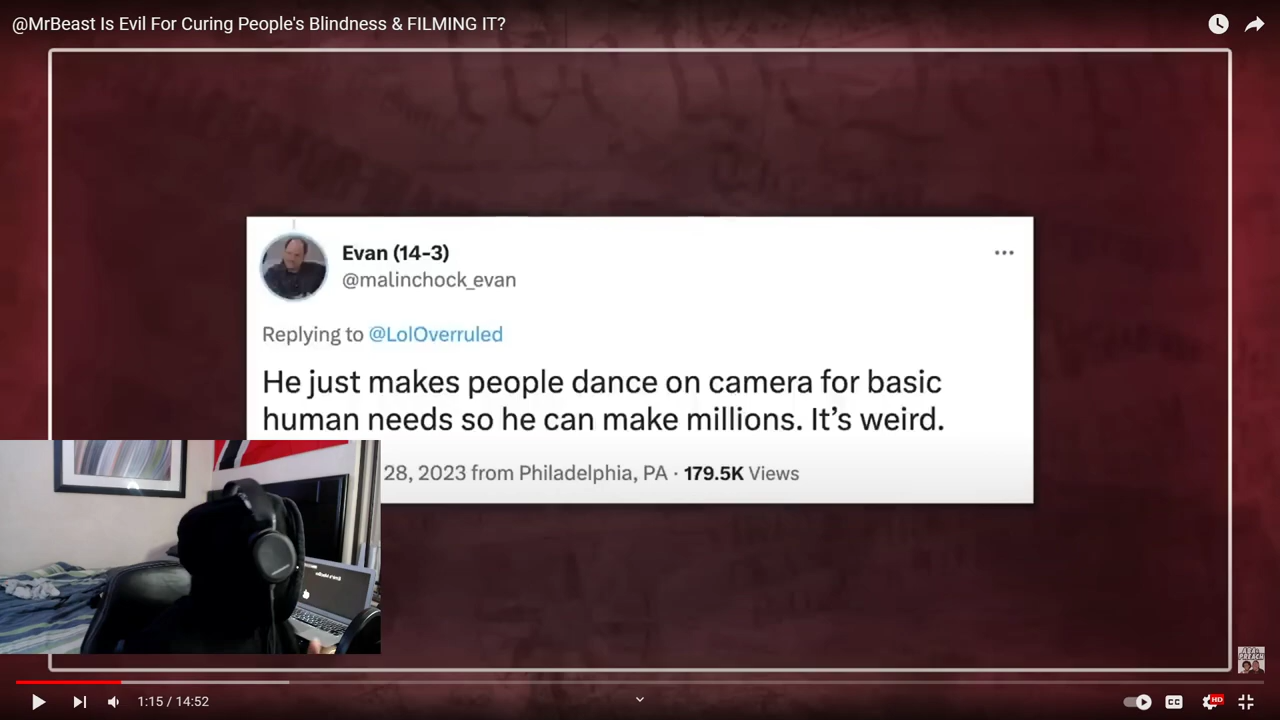 @MrBeast Is Evil For Curing People's Blindness & FILMING IT?
Evan (14-3)
@malinchock_evan
Replying to @LolOverruled
He just makes people dance on camera for basic
human needs so he can make millions. It’s weird.
28, 2023 from Philadelphia, PA · 179.5K Views
1:15 / 14:52
CC
HD